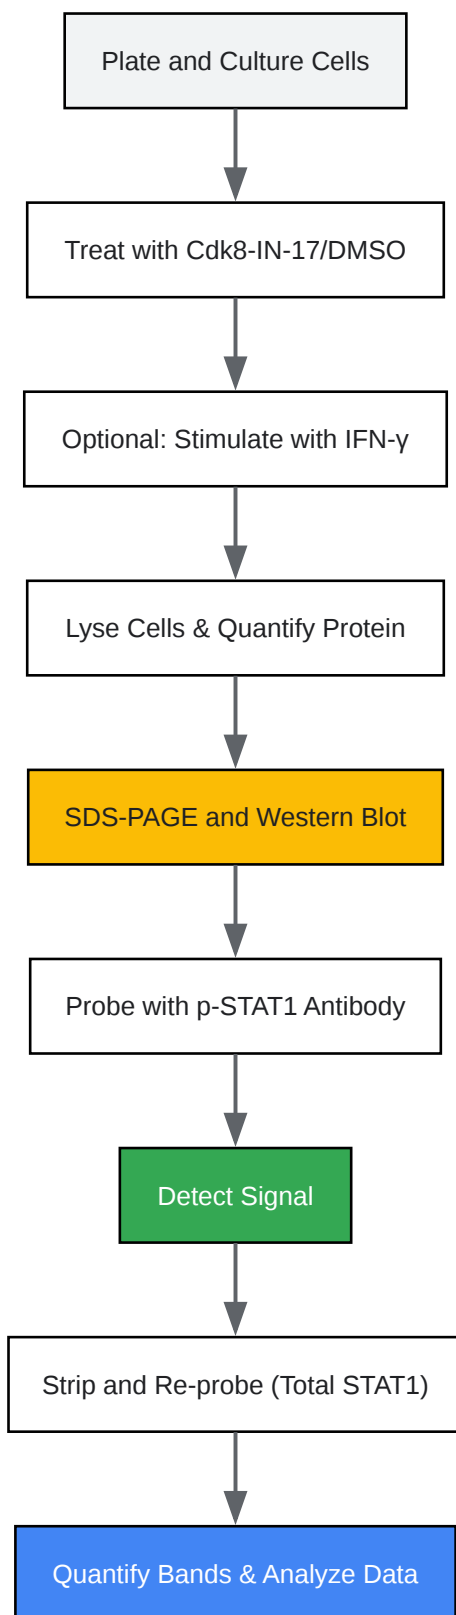 Plate and Culture Cells
Treat with Cdk8-IN-17/DMSO
Optional: Stimulate with IFN-γ
Lyse Cells & Quantify Protein
SDS-PAGE and Western Blot
Probe with p-STAT1 Antibody
Detect Signal
Strip and Re-probe (Total STAT1)
Quantify Bands & Analyze Data